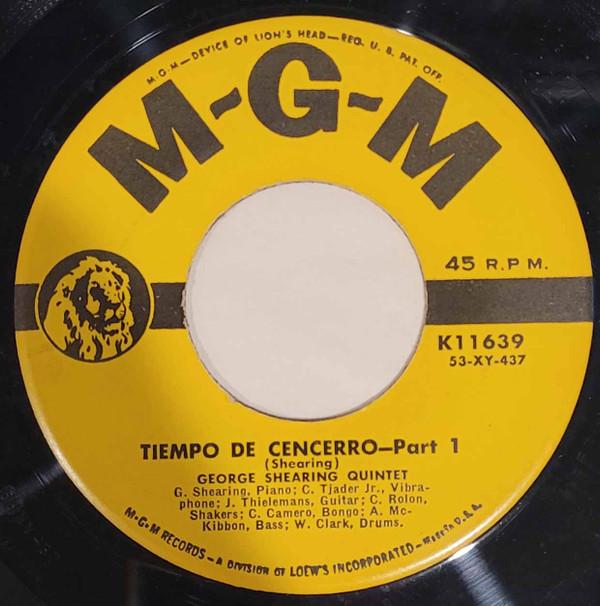 M-G-M—DEVICE OF LION'S HEAD—REG. U. S. PAT. OFF.
M-G-M
45 R.P.M.
K11639
53-XY-437
TIEMPO DE CENCERRO—Part 1
(Shearing)
GEORGE SHEARING QUINTET
G. Shearing, Piano; C. Tjader Jr., Vibra-
phone; J. Thielemans, Guitar; C. Rolon,
Shakers; C. Camero, Bongo; A. Mc-
Kibbon, Bass; W. Clark, Drums.
M-G-M RECORDS—A DIVISION OF LOEW'S INCORPORATED—MADE IN U.S.A.